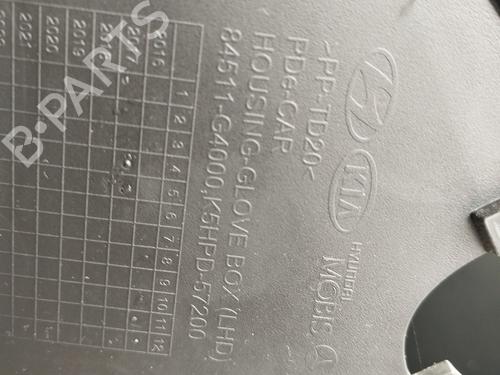 >PP-TD20<
PDe-CAR
HOUSING-GLOVE BOX (LHD)
84511-G4000,K5HPD-57200
KIA
HYUNDAI
MOBIS
2016
2017
2018
2019
2020
2021
1 2 3 4 5 6 7 8 9 10 11 12
B-PARTS